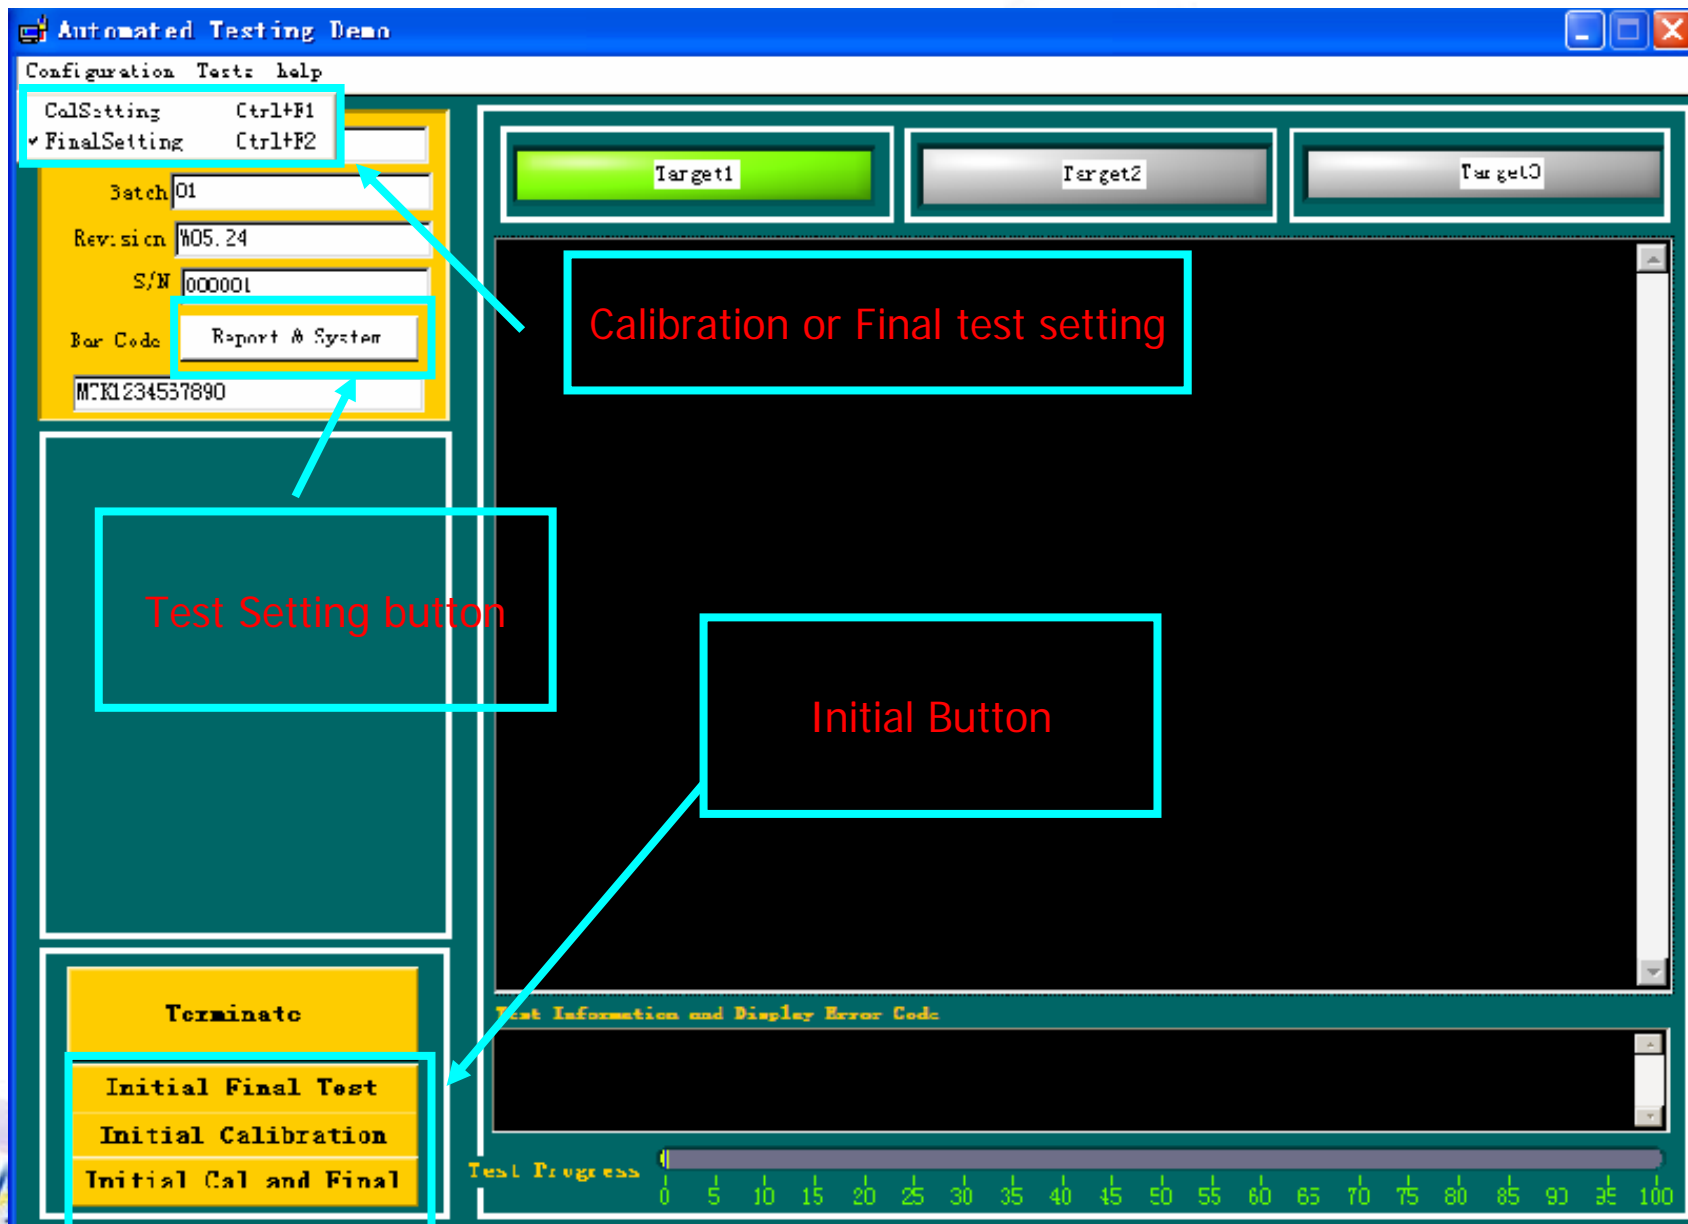 Automated Testing Demo
Configuration Tests help
CalSetting Ctrl+F1
FinalSetting Ctrl+F2
Batch 01
Revision W05.24
S/N 000001
Bar Code Report & System
MTK1234567890
Target1 Target2 Target3
Calibration or Final test setting
Test Setting button
Initial Button
Terminate
Initial Final Test
Initial Calibration
Initial Cal and Final
Test Information and Display Error Code
Test Progress
0 5 10 15 20 25 30 35 40 45 50 55 60 65 70 75 80 85 90 95 100